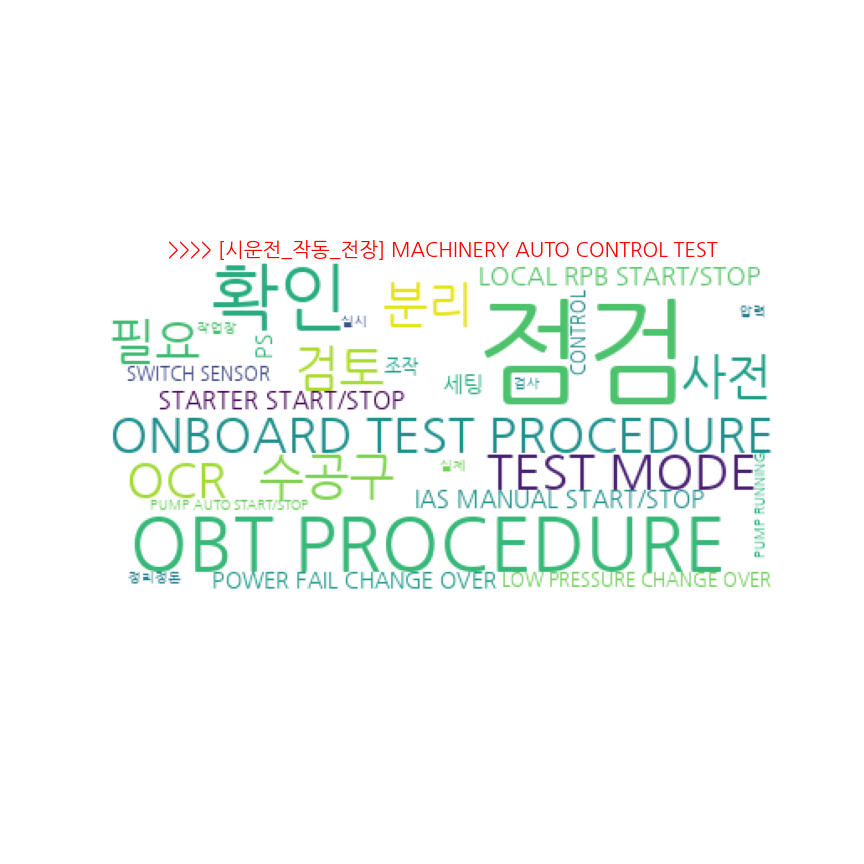 >>>> [시운전_작동_전장] MACHINERY AUTO CONTROL TEST
확인
분리
LOCAL RPB START/STOP
점검
CONTROL
압력
필요
작업장
실시
PS
검토
조작
사전
SWITCH SENSOR
세팅
검사
STARTER START/STOP
ONBOARD TEST PROCEDURE
OCR
수공구
실제
TEST MODE
PUMP RUNNING
PUMP AUTO START/STOP
IAS MANUAL START/STOP
OBT PROCEDURE
정리정돈
POWER FAIL CHANGE OVER
LOW PRESSURE CHANGE OVER